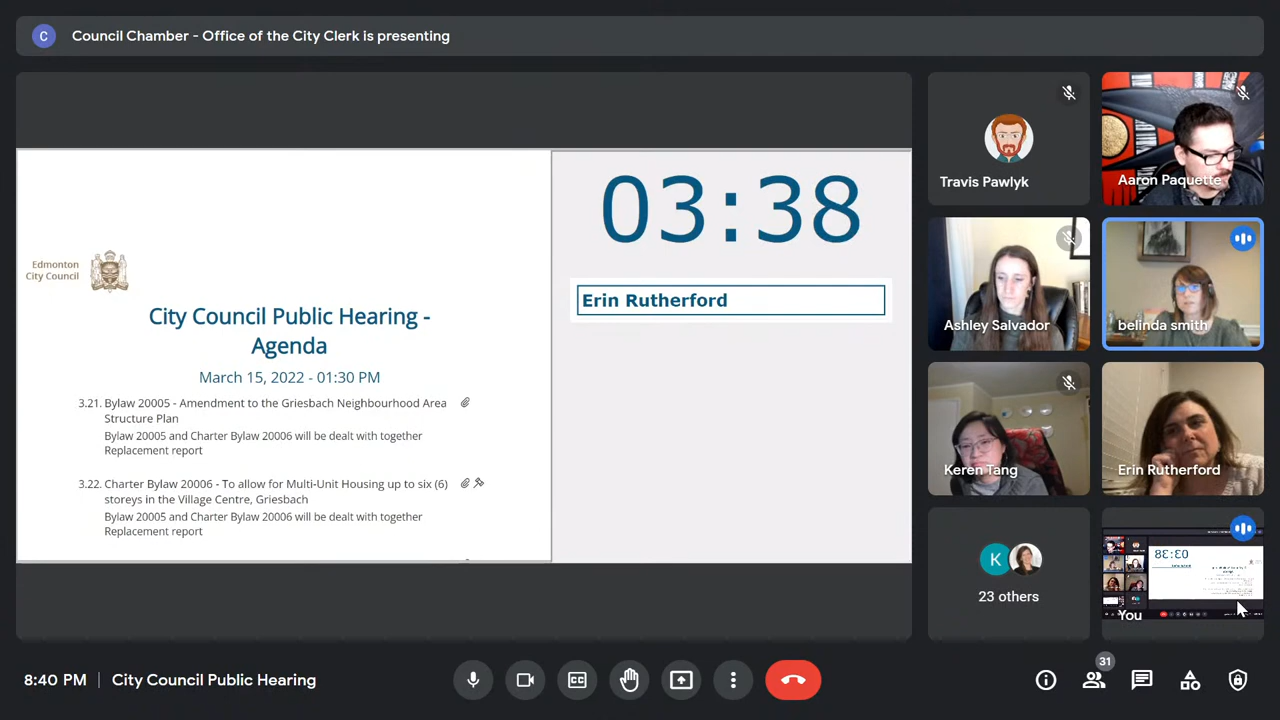 C
Council Chamber - Office of the City Clerk is presenting
Edmonton
City Council
City Council Public Hearing -
Agenda
March 15, 2022 - 01:30 PM
3.21. Bylaw 20005 - Amendment to the Griesbach Neighbourhood Area
Structure Plan
Bylaw 20005 and Charter Bylaw 20006 will be dealt with together
Replacement report
3.22. Charter Bylaw 20006 - To allow for Multi-Unit Housing up to six (6)
storeys in the Village Centre, Griesbach
Bylaw 20005 and Charter Bylaw 20006 will be dealt with together
Replacement report
03:38
Erin Rutherford
Travis Pawlyk
Aaron Paquette
Ashley Salvador
belinda smith
Keren Tang
Erin Rutherford
K
23 others
03:38
You
8:40 PM
City Council Public Hearing
31